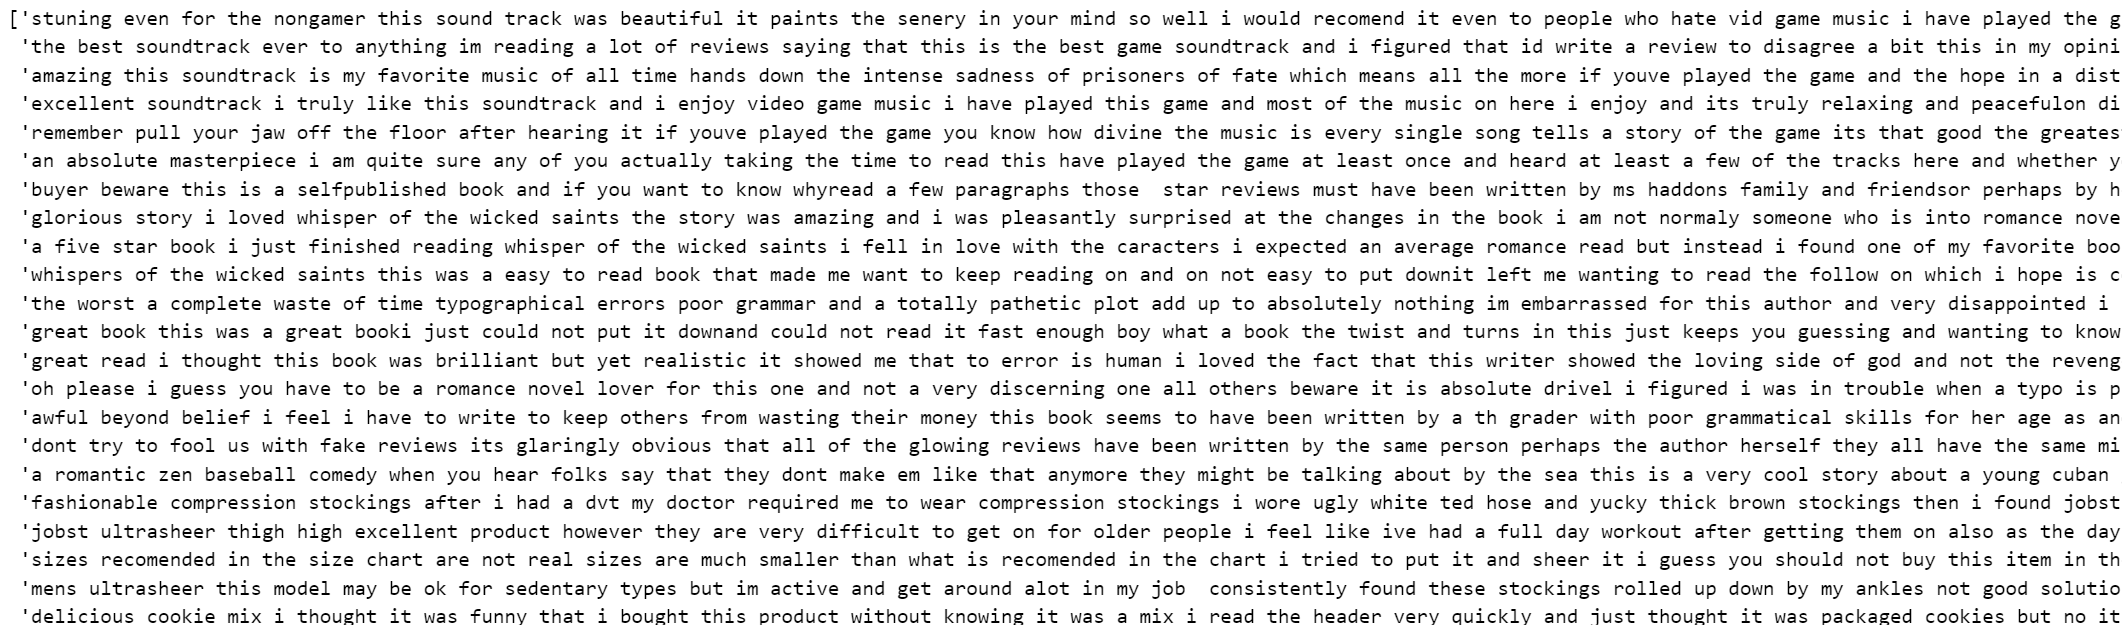 ['stuning even for the nongamer this sound track was beautiful it paints the senery in your mind so well i would recomend it even to people who hate vid game music i have played the g
'the best soundtrack ever to anything im reading a lot of reviews saying that this is the best game soundtrack and i figured that id write a review to disagree a bit this in my opini
'amazing this soundtrack is my favorite music of all time hands down the intense sadness of prisoners of fate which means all the more if youve played the game and the hope in a dist
'excellent soundtrack i truly like this soundtrack and i enjoy video game music i have played this game and most of the music on here i enjoy and its truly relaxing and peacefulon di
'remember pull your jaw off the floor after hearing it if youve played the game you know how divine the music is every single song tells a story of the game its that good the greates
'an absolute masterpiece i am quite sure any of you actually taking the time to read this have played the game at least once and heard at least a few of the tracks here and whether y
'buyer beware this is a selfpublished book and if you want to know whyread a few paragraphs those  star reviews must have been written by ms haddons family and friendsor perhaps by h
'glorious story i loved whisper of the wicked saints the story was amazing and i was pleasantly surprised at the changes in the book i am not normaly someone who is into romance nove
'a five star book i just finished reading whisper of the wicked saints i fell in love with the caracters i expected an average romance read but instead i found one of my favorite boo
'whispers of the wicked saints this was a easy to read book that made me want to keep reading on and on not easy to put downit left me wanting to read the follow on which i hope is c
'the worst a complete waste of time typographical errors poor grammar and a totally pathetic plot add up to absolutely nothing im embarrassed for this author and very disappointed i
'great book this was a great booki just could not put it downand could not read it fast enough boy what a book the twist and turns in this just keeps you guessing and wanting to know
'great read i thought this book was brilliant but yet realistic it showed me that to error is human i loved the fact that this writer showed the loving side of god and not the reveng
'oh please i guess you have to be a romance novel lover for this one and not a very discerning one all others beware it is absolute drivel i figured i was in trouble when a typo is p
'awful beyond belief i feel i have to write to keep others from wasting their money this book seems to have been written by a th grader with poor grammatical skills for her age as an
'dont try to fool us with fake reviews its glaringly obvious that all of the glowing reviews have been written by the same person perhaps the author herself they all have the same mi
'a romantic zen baseball comedy when you hear folks say that they dont make em like that anymore they might be talking about by the sea this is a very cool story about a young cuban
'fashionable compression stockings after i had a dvt my doctor required me to wear compression stockings i wore ugly white ted hose and yucky thick brown stockings then i found jobst
'jobst ultrasheer thigh high excellent product however they are very difficult to get on for older people i feel like ive had a full day workout after getting them on also as the day
'sizes recomended in the size chart are not real sizes are much smaller than what is recomended in the chart i tried to put it and sheer it i guess you should not buy this item in th
'mens ultrasheer this model may be ok for sedentary types but im active and get around alot in my job  consistently found these stockings rolled up down by my ankles not good solutio
'delicious cookie mix i thought it was funny that i bought this product without knowing it was a mix i read the header very quickly and just thought it was packaged cookies but no it